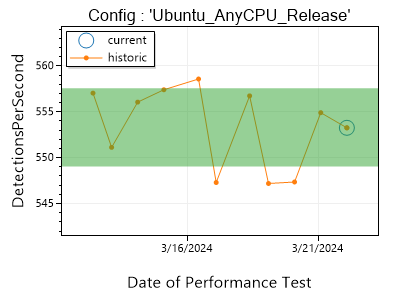 Config : 'Ubuntu_AnyCPU_Release'
current
historic
DetectionsPerSecond
560
555
550
545
3/16/2024
3/21/2024
Date of Performance Test